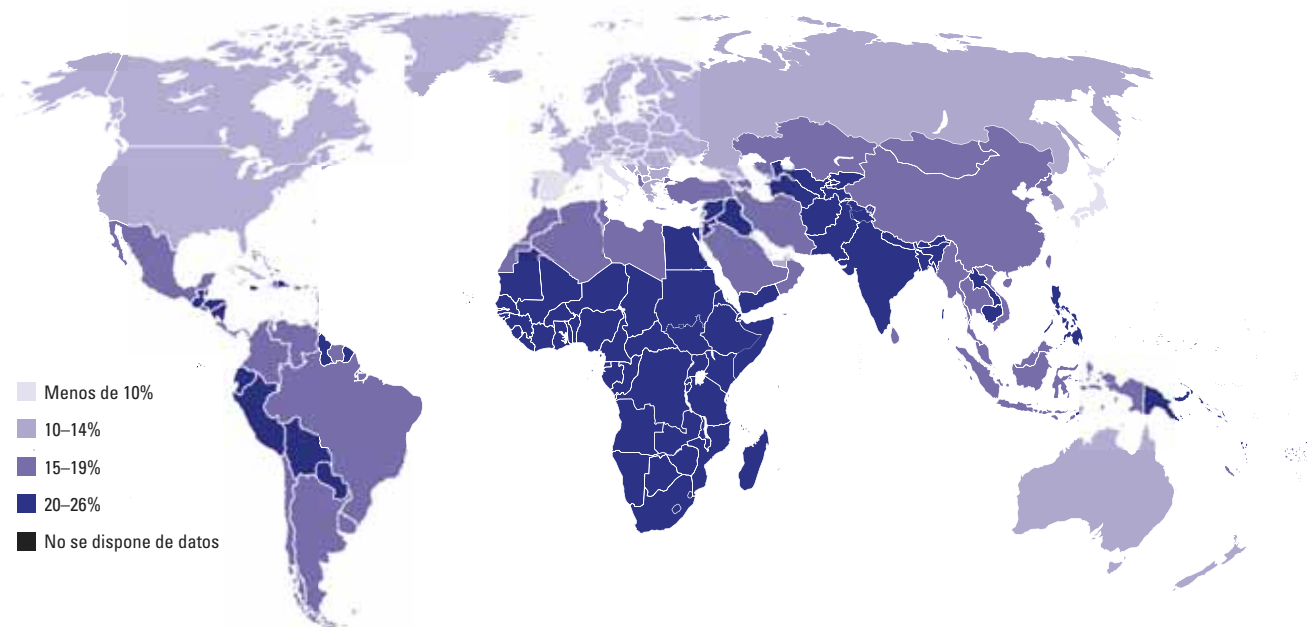 Menos de 10%
10–14%
15–19%
20–26%
No se dispone de datos